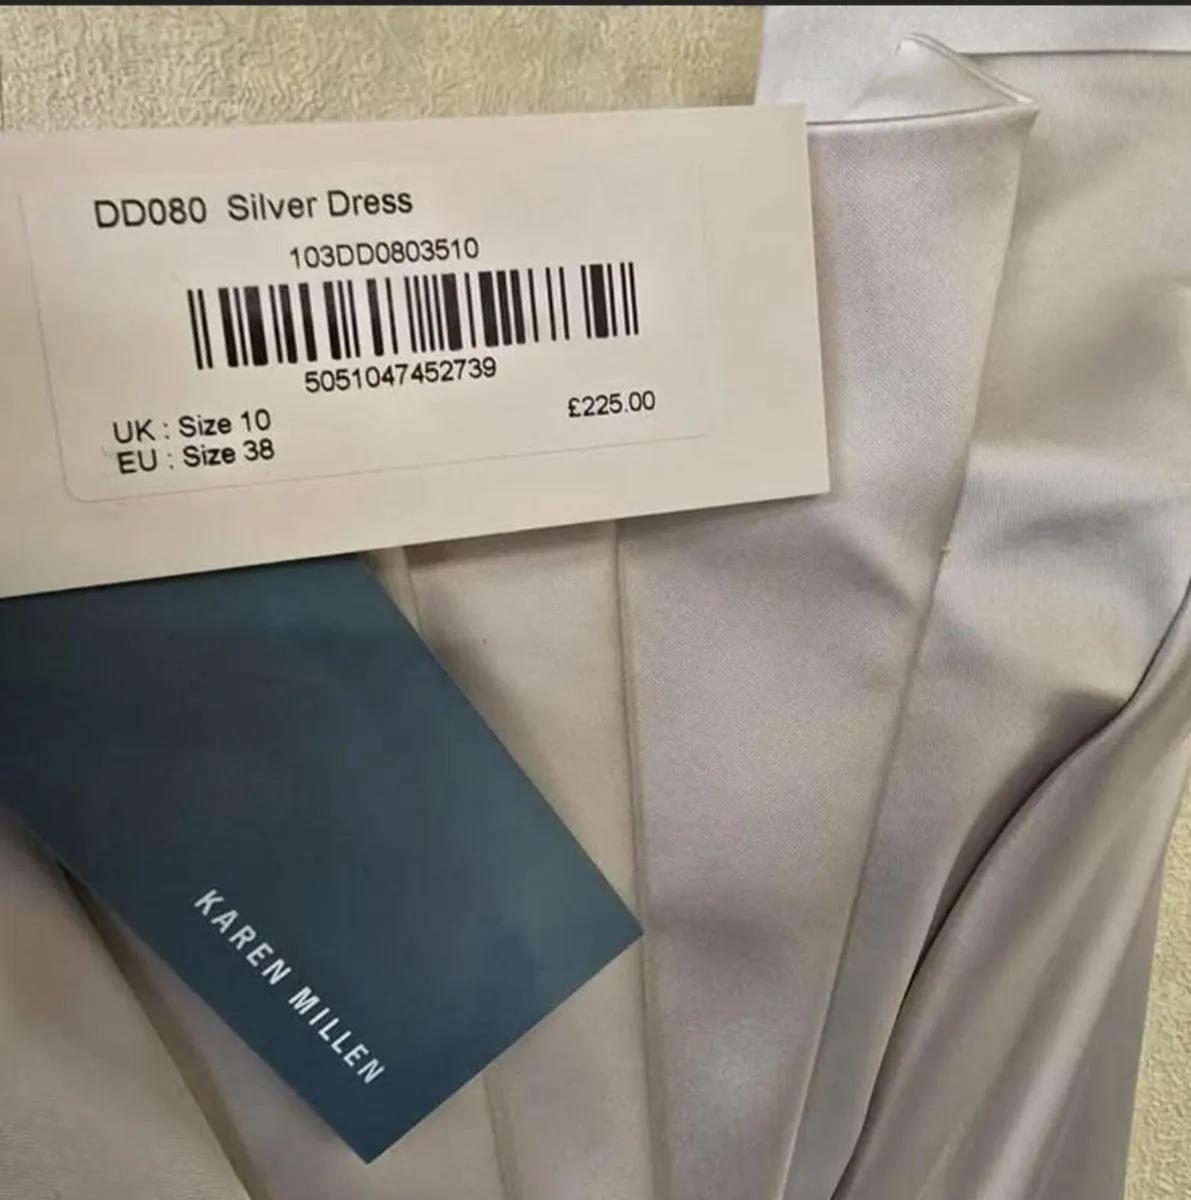 DD080 Silver Dress
103DD0803510
5051047452739
UK : Size 10
£225.00
EU : Size 38
KAREN MILLEN